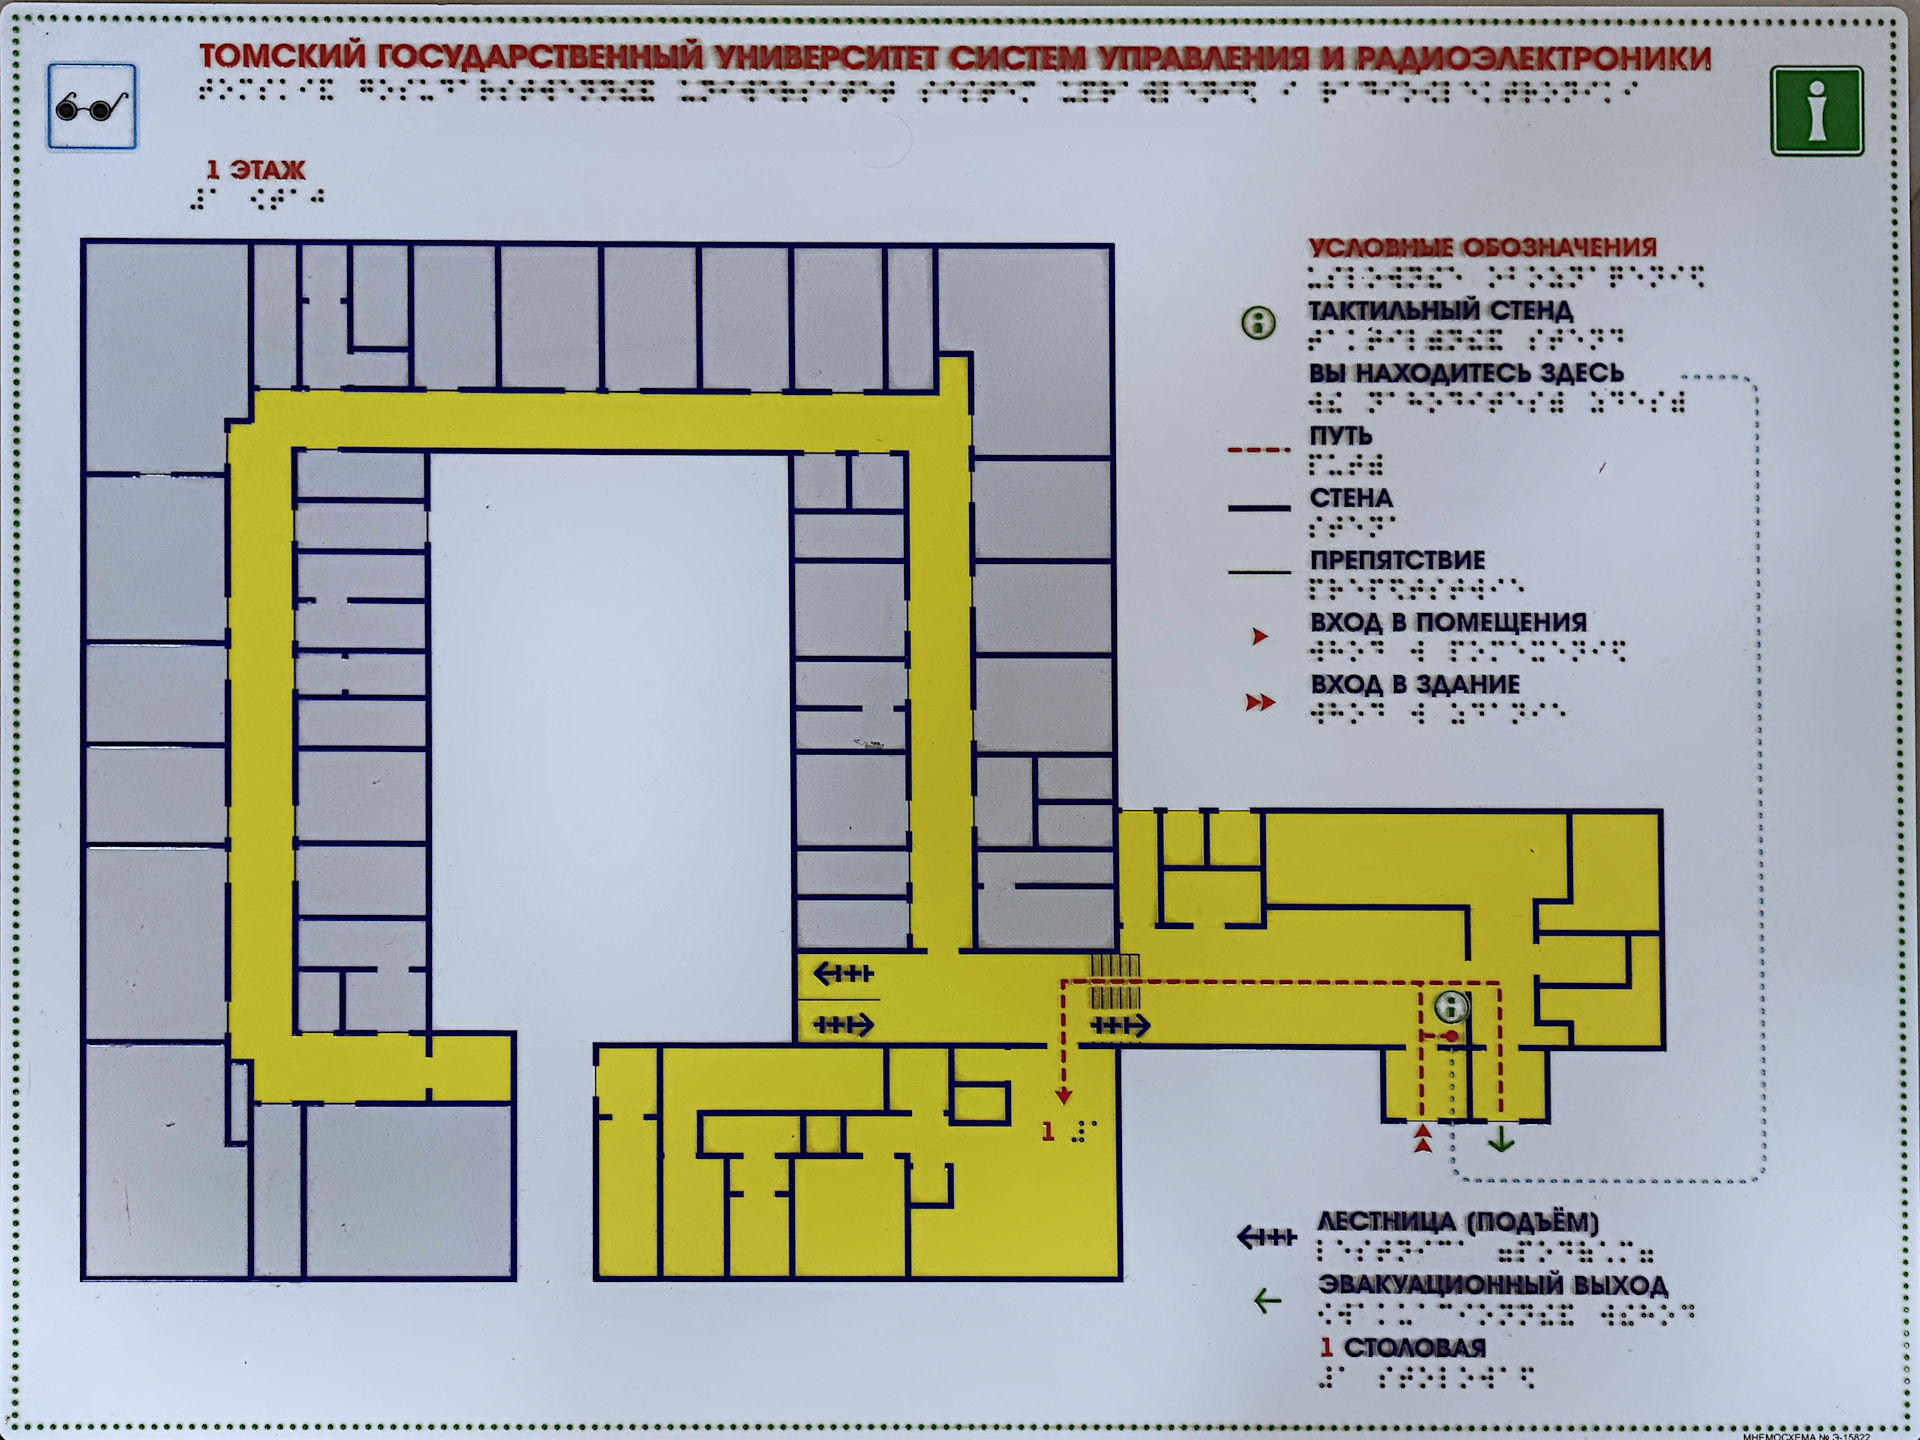 ТОМСКИЙ ГОСУДАРСТВЕННЫЙ УНИВЕРСИТЕТ СИСТЕМ УПРАВЛЕНИЯ И РАДИОЭЛЕКТРОНИКИ
1 ЭТАЖ
УСЛОВНЫЕ ОБОЗНАЧЕНИЯ
ТАКТИЛЬНЫЙ СТЕНД
ВЫ НАХОДИТЕСЬ ЗДЕСЬ
ПУТЬ
СТЕНА
ПРЕПЯТСТВИЕ
ВХОД В ПОМЕЩЕНИЯ
ВХОД В ЗДАНИЕ
1
ЛЕСТНИЦА (ПОДЪЁМ)
ЭВАКУАЦИОННЫЙ ВЫХОД
1 СТОЛОВАЯ
МНЕМОСХЕМА № Э-15822